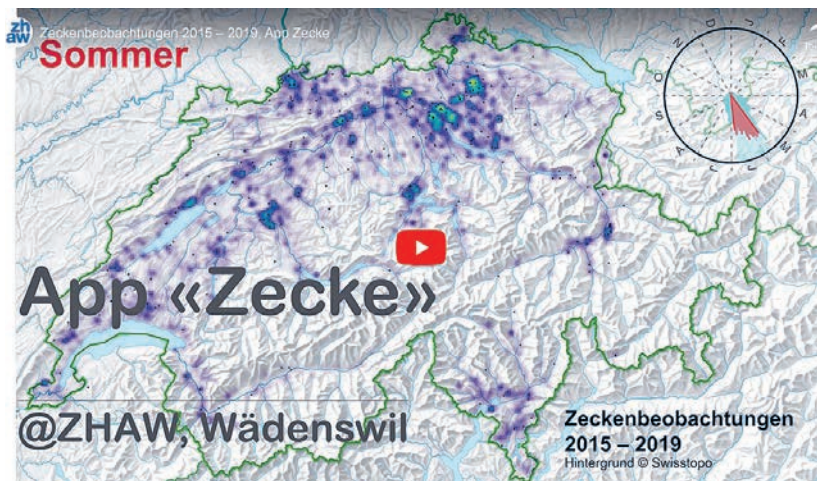 zh
aw
Zeckenbeobachtungen 2015 – 2019, App Zecke
Sommer
J
F
M
A
M
J
J
A
S
O
N
D
App «Zecke»
@ZHAW, Wädenswil
Zeckenbeobachtungen
2015 – 2019
Hintergrund © Swisstopo